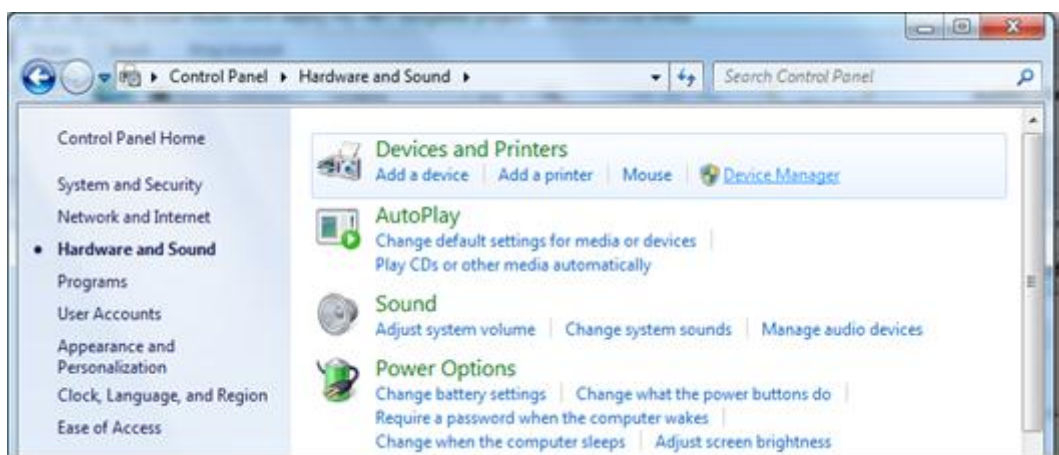 Control Panel Hardware and Sound
Search Control Panel
Control Panel Home
System and Security
Network and Internet
Hardware and Sound
Programs
User Accounts
Appearance and
Personalization
Clock, Language, and Region
Ease of Access
Devices and Printers
Add a device Add a printer Mouse Device Manager
AutoPlay
Change default settings for media or devices
Play CDs or other media automatically
Sound
Adjust system volume Change system sounds Manage audio devices
Power Options
Change battery settings Change what the power buttons do
Require a password when the computer wakes
Change when the computer sleeps Adjust screen brightness